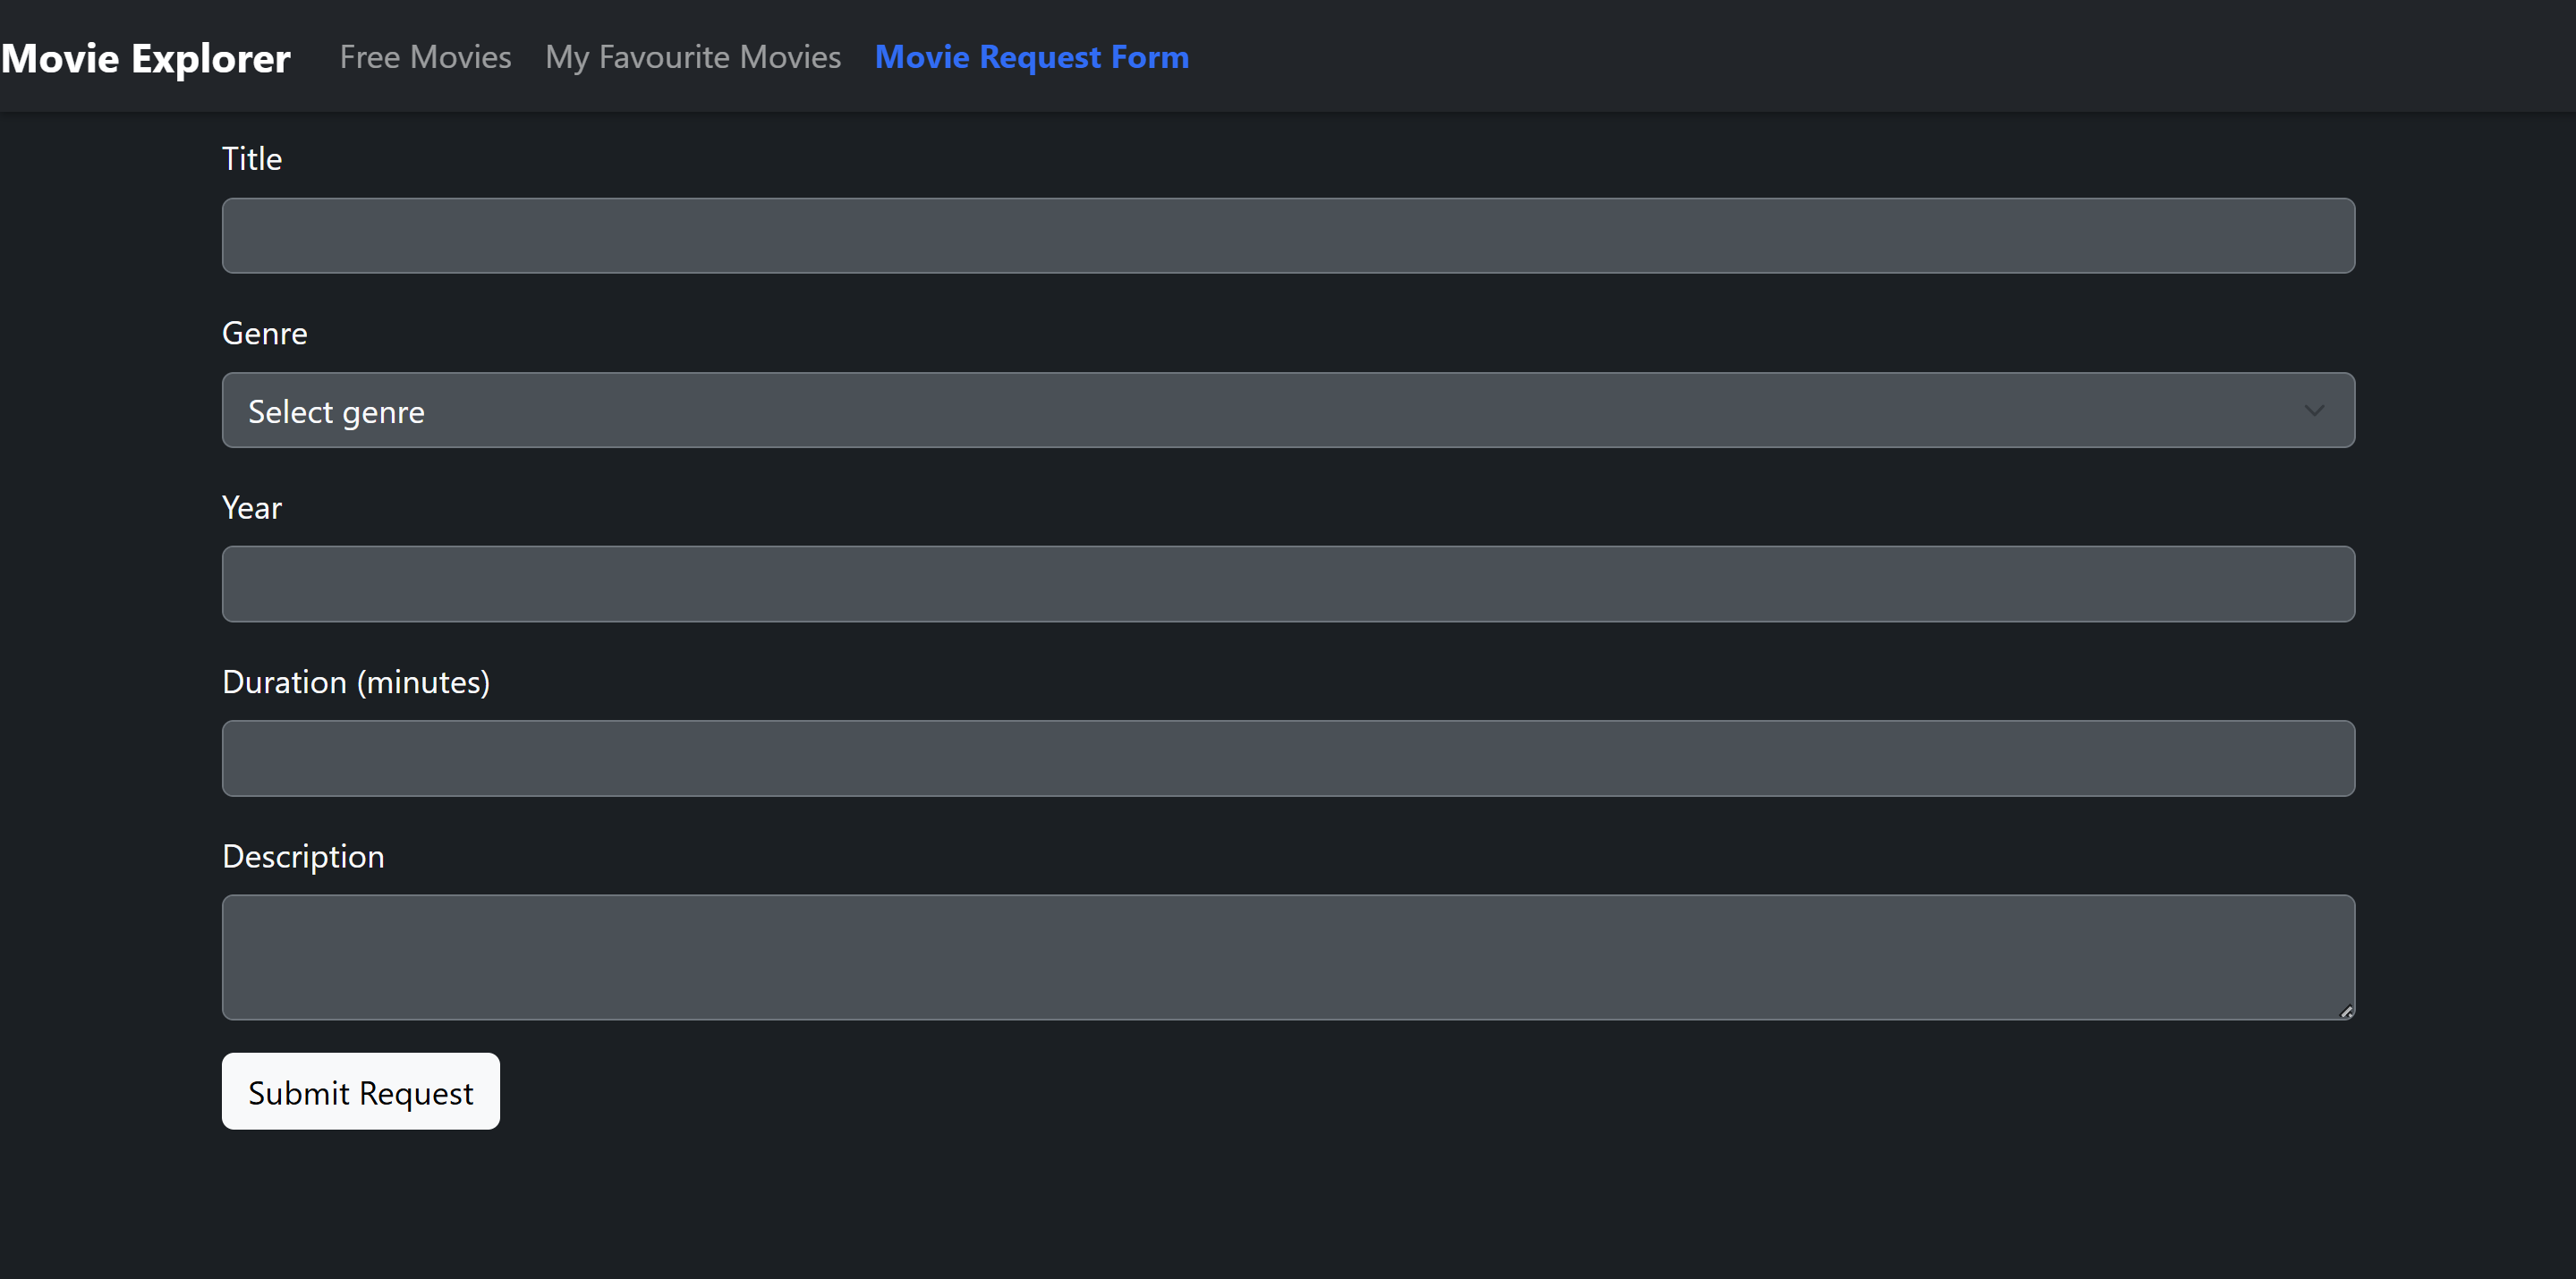 Movie Explorer Free Movies My Favourite Movies Movie Request Form
Title
Genre
Select genre
Year
Duration (minutes)
Description
Submit Request